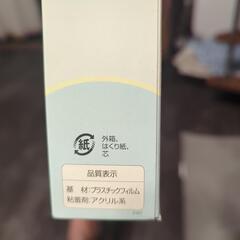 紙
外箱、
はくり紙、
芯
品質表示
基 材:プラスチックフィルム
粘着剤:アクリル系